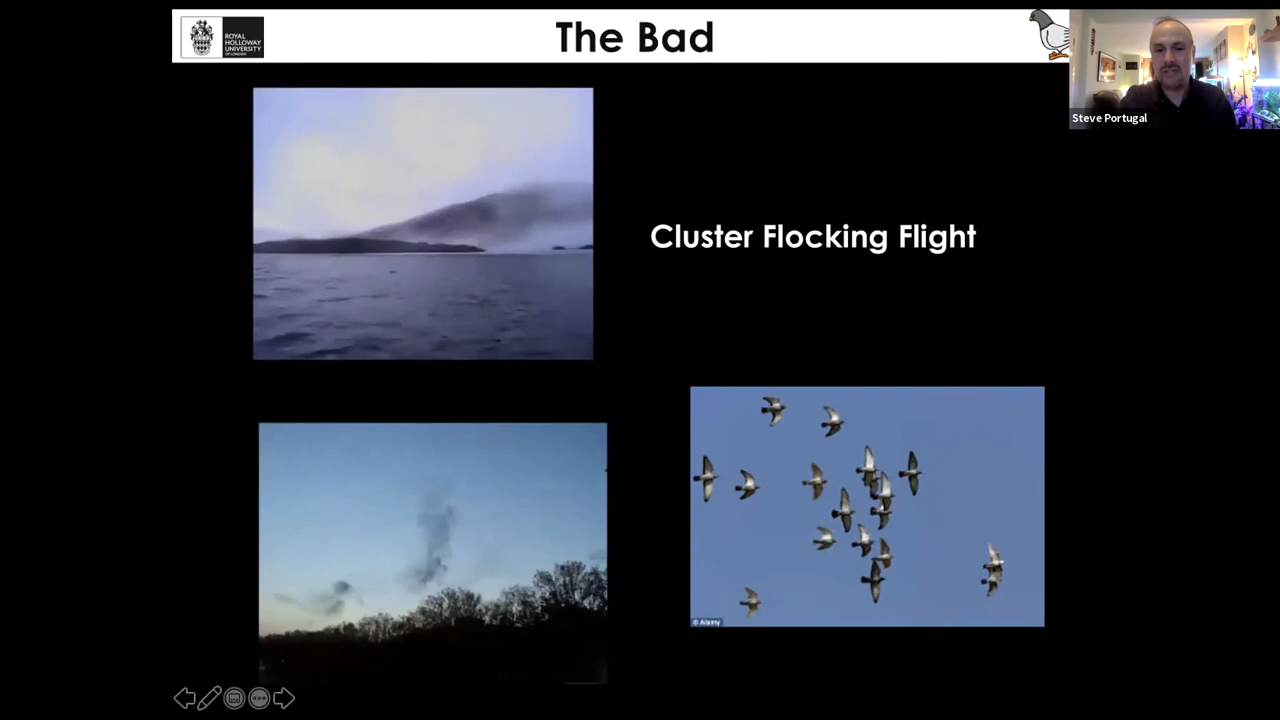 ROYAL
HOLLOWAY
UNIVERSITY
OF LONDON
The Bad
Steve Portugal
Cluster Flocking Flight
© Alamy